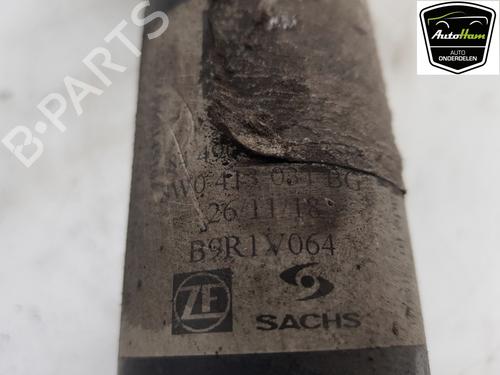 AutoHam
AUTO
ONDERDELEN
B-PARTS
26/11/18
B9R1V064
ZF
SACHS